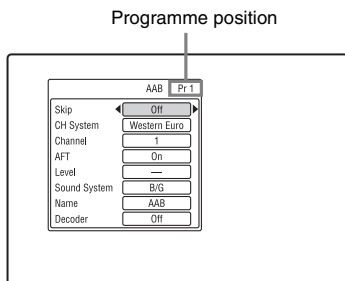 Programme position
AAB Pr 1
Skip Off
CH System Western Euro
Channel 1
AFT On
Level —
Sound System B/G
Name AAB
Decoder Off